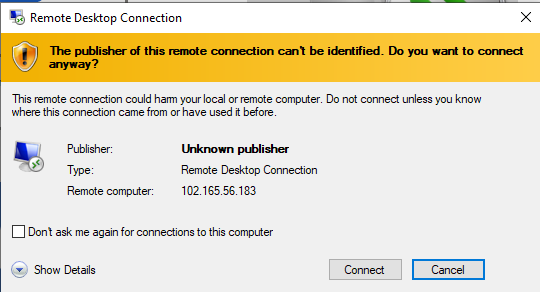 Remote Desktop Connection
The publisher of this remote connection can't be identified. Do you want to connect
anyway?
This remote connection could harm your local or remote computer. Do not connect unless you know
where this connection came from or have used it before.
Publisher: Unknown publisher
Type: Remote Desktop Connection
Remote computer: 102.165.56.183
Don't ask me again for connections to this computer
Show Details Connect Cancel